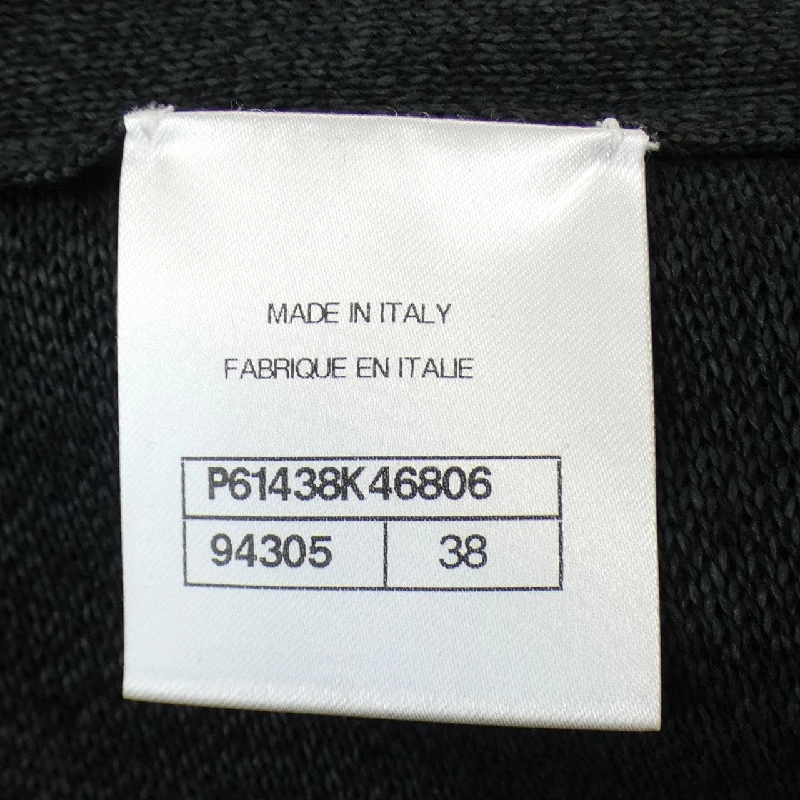 MADE IN ITALY
FABRIQUE EN ITALIE
P61438K46806
94305 38